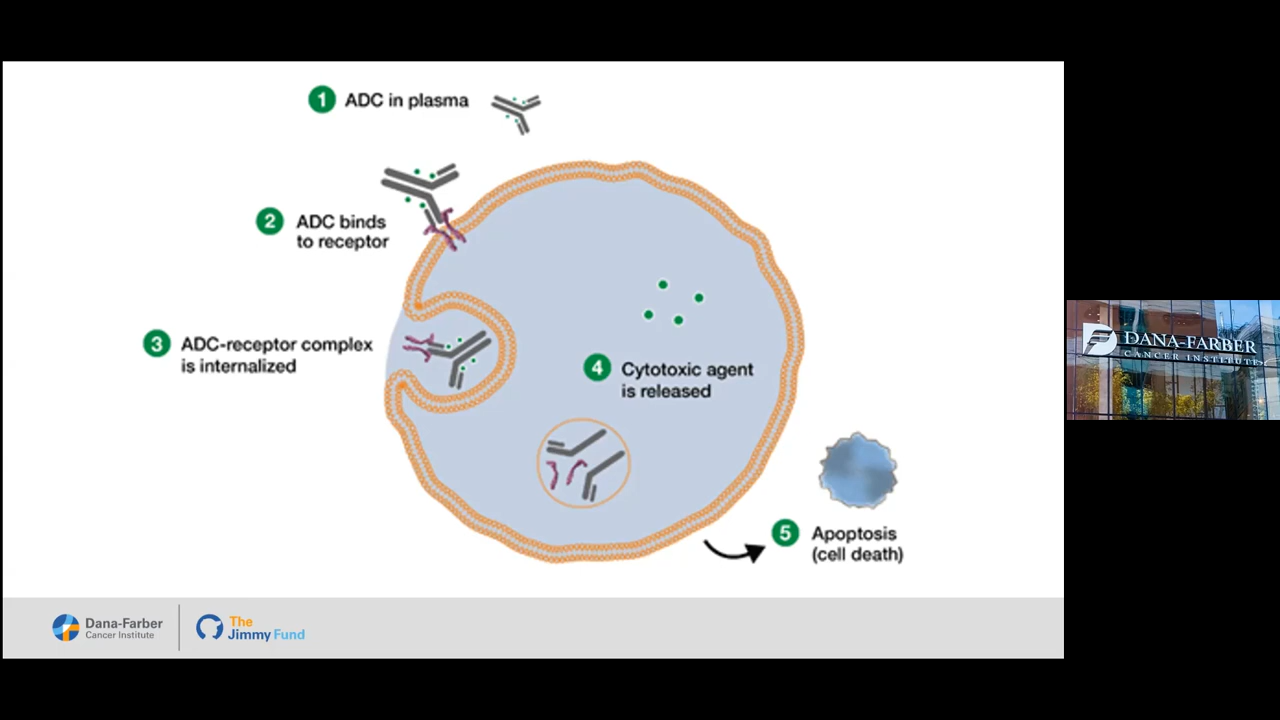 1 ADC in plasma
2 ADC binds
to receptor
3 ADC-receptor complex
is internalized
4 Cytotoxic agent
is released
5 Apoptosis
(cell death)
Dana-Farber
Cancer Institute
The
Jimmy Fund
DANA-FARBER
CANCER INSTITUTE